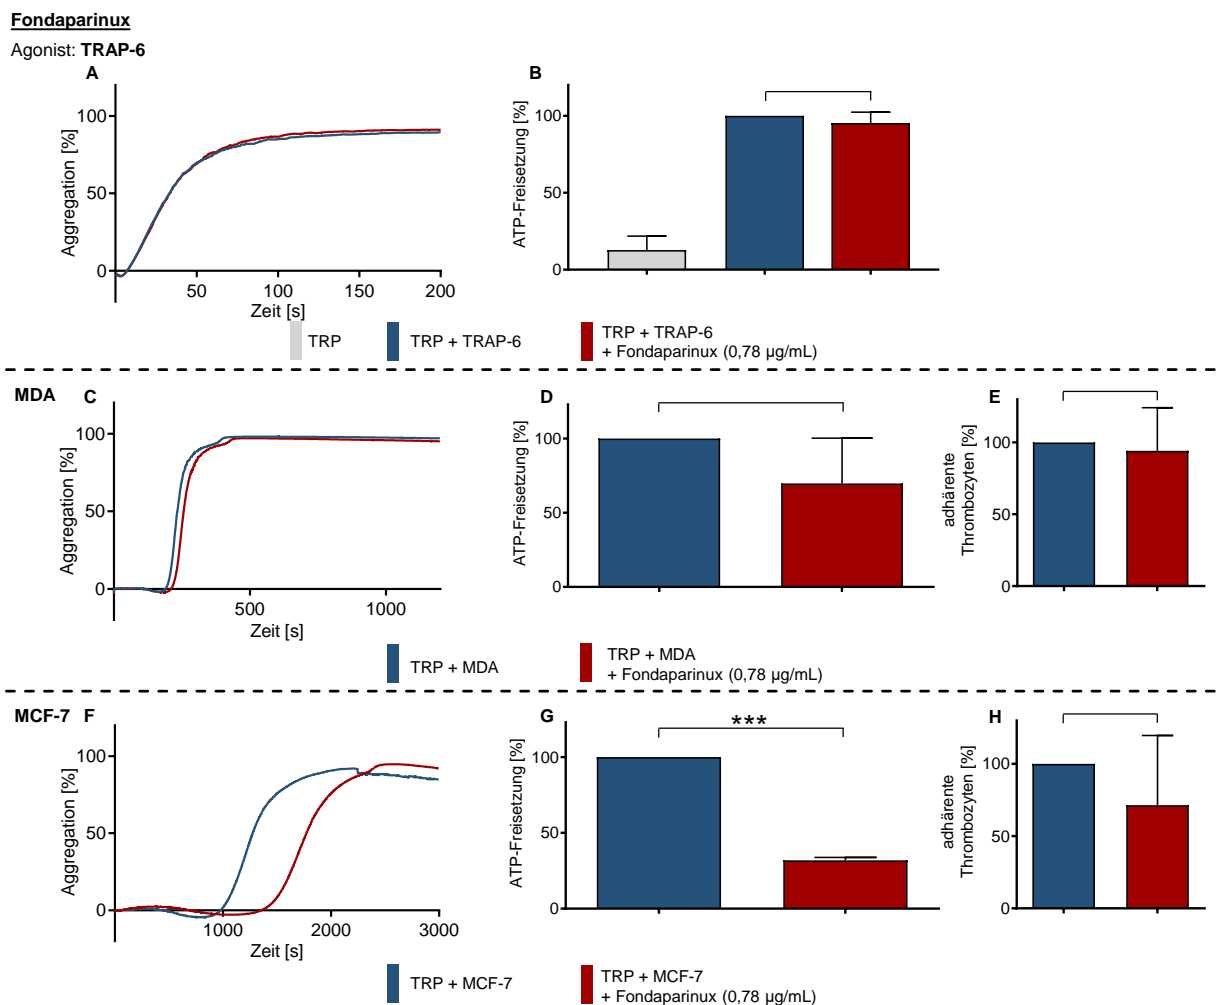 Fondaparinux
Agonist: TRAP-6
A
B
Aggregation [%]
100
50
0
50
100
150
200
Zeit [s]
ATP-Freisetzung [%]
100
50
0
TRP
TRP + TRAP-6
TRP + TRAP-6
+ Fondaparinux (0,78 µg/mL)
MDA
C
D
E
Aggregation [%]
100
50
0
500
1000
Zeit [s]
ATP-Freisetzung [%]
100
50
0
adhärente
Thrombozyten [%]
100
50
0
TRP + MDA
TRP + MDA
+ Fondaparinux (0,78 µg/mL)
MCF-7
F
G
H
Aggregation [%]
100
50
0
1000
2000
3000
Zeit [s]
ATP-Freisetzung [%]
100
50
0
***
adhärente
Thrombozyten [%]
100
50
0
TRP + MCF-7
TRP + MCF-7
+ Fondaparinux (0,78 µg/mL)